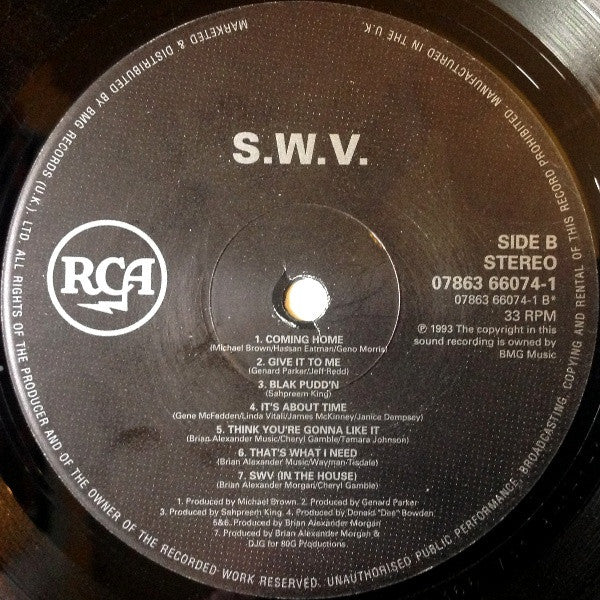 S.W.V.
RCA
SIDE B
STEREO
07863 66074-1
07863 66074-1 B*
33 RPM
℗ 1993 The copyright in this
sound recording is owned by
BMG Music
1. COMING HOME
(Michael Brown/Hassan Eatman/Geno Morris)
2. GIVE IT TO ME
(Genard Parker/Jeff Redd)
3. BLAK PUDD'N
(Sahpreem King)
4. IT'S ABOUT TIME
(Gene McFadden/Linda Vitali/James McKinney/Janice Dempsey)
5. THINK YOU'RE GONNA LIKE IT
(Brian Alexander Music/Cheryl Gamble/Tamara Johnson)
6. THAT'S WHAT I NEED
(Brian Alexander Music/Wayman-Tisdale)
7. SWV (IN THE HOUSE)
(Brian Alexander Morgan/Cheryl Gamble)
1. Produced by Michael Brown. 2. Produced by Genard Parker
3. Produced by Sahpreem King. 4. Produced by Donald "Dee" Bowden
5&6. Produced by Brian Alexander Morgan
7. Produced by Brian Alexander Morgan &
DJG for 80G Productions.
MARKETED & DISTRIBUTED BY BMG RECORDS (U.K.) LTD. ALL RIGHTS OF THE PRODUCER AND OF THE OWNER OF THE RECORDED WORK RESERVED. UNAUTHORISED PUBLIC PERFORMANCE, BROADCASTING, COPYING AND RENTAL OF THIS RECORD PROHIBITED. MANUFACTURED IN THE U.K.